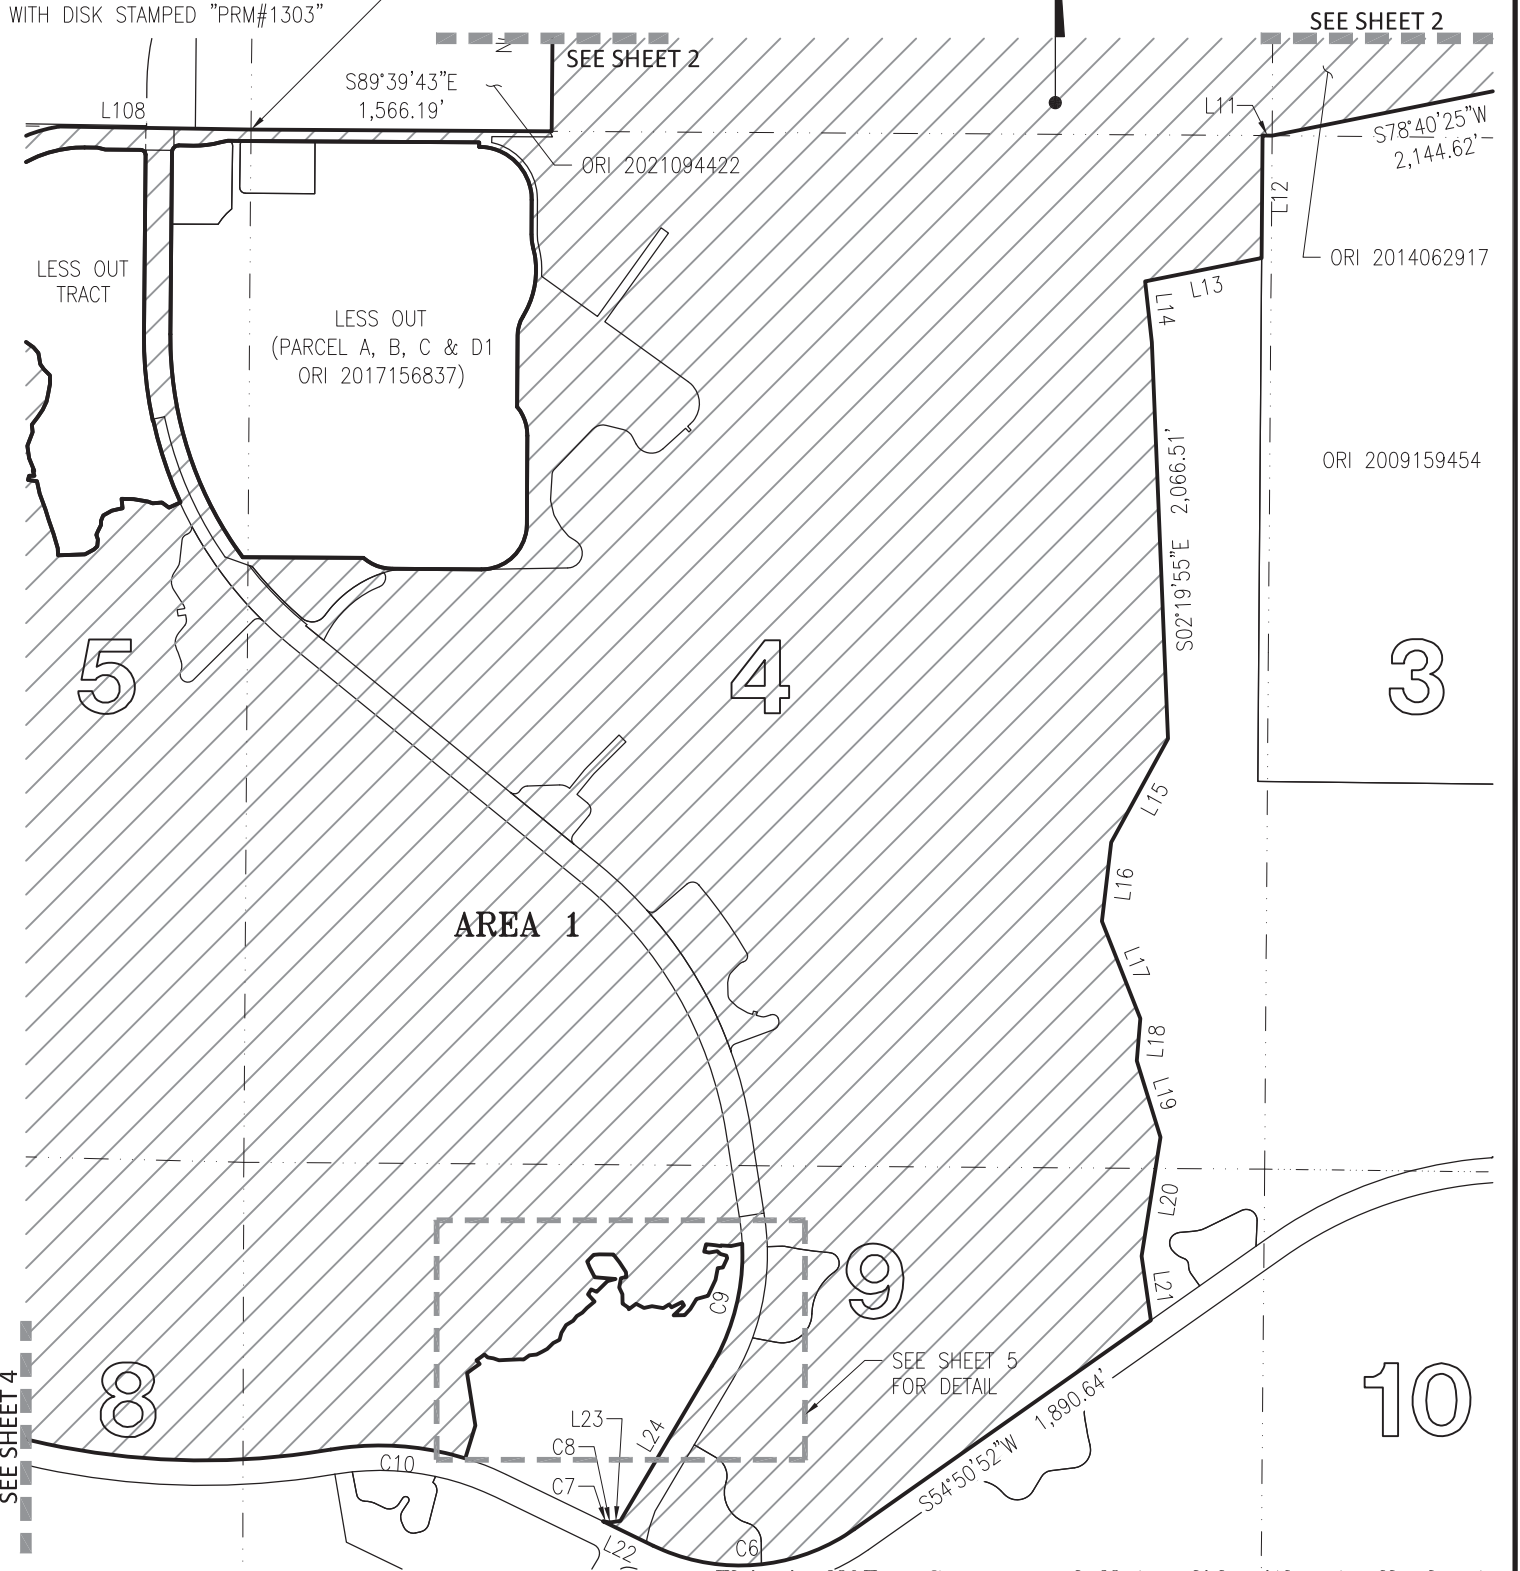 WITH DISK STAMPED "PRM#1303"
SEE SHEET 2
SEE SHEET 2
L108
S89°39'43"E
1,566.19'
ORI 2021094422
L11
S78°40'25"W
2,144.62'
L12
ORI 2014062917
LESS OUT
TRACT
L13
L14
LESS OUT
(PARCEL A, B, C & D1
ORI 2017156837)
S02°19'55"E 2,066.51'
ORI 2009159454
5
4
3
L15
L16
AREA 1
L17
L18
L19
L20
L21
9
C9
SEE SHEET 5
FOR DETAIL
8
10
SEE SHEET 4
L23
L24
C8
C7
C10
L22
C6
S54°50'52"W 1,890.64'